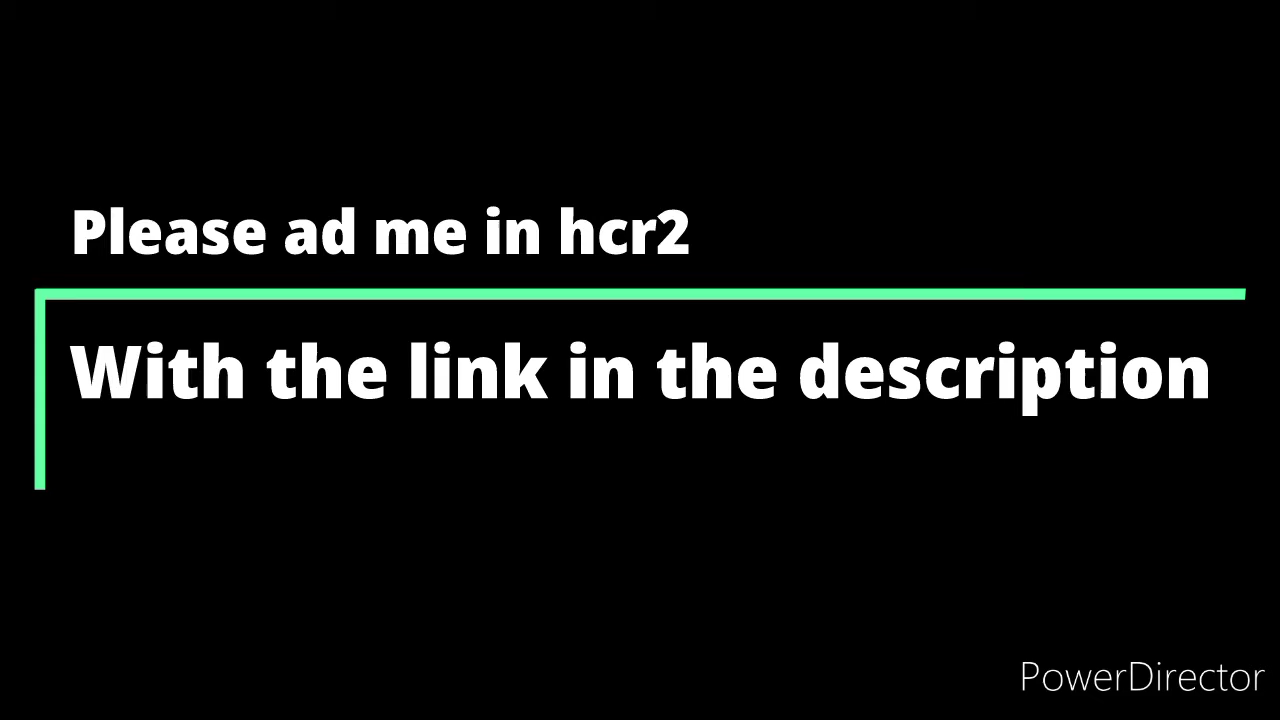 Please ad me in hcr2
With the link in the description
PowerDirector